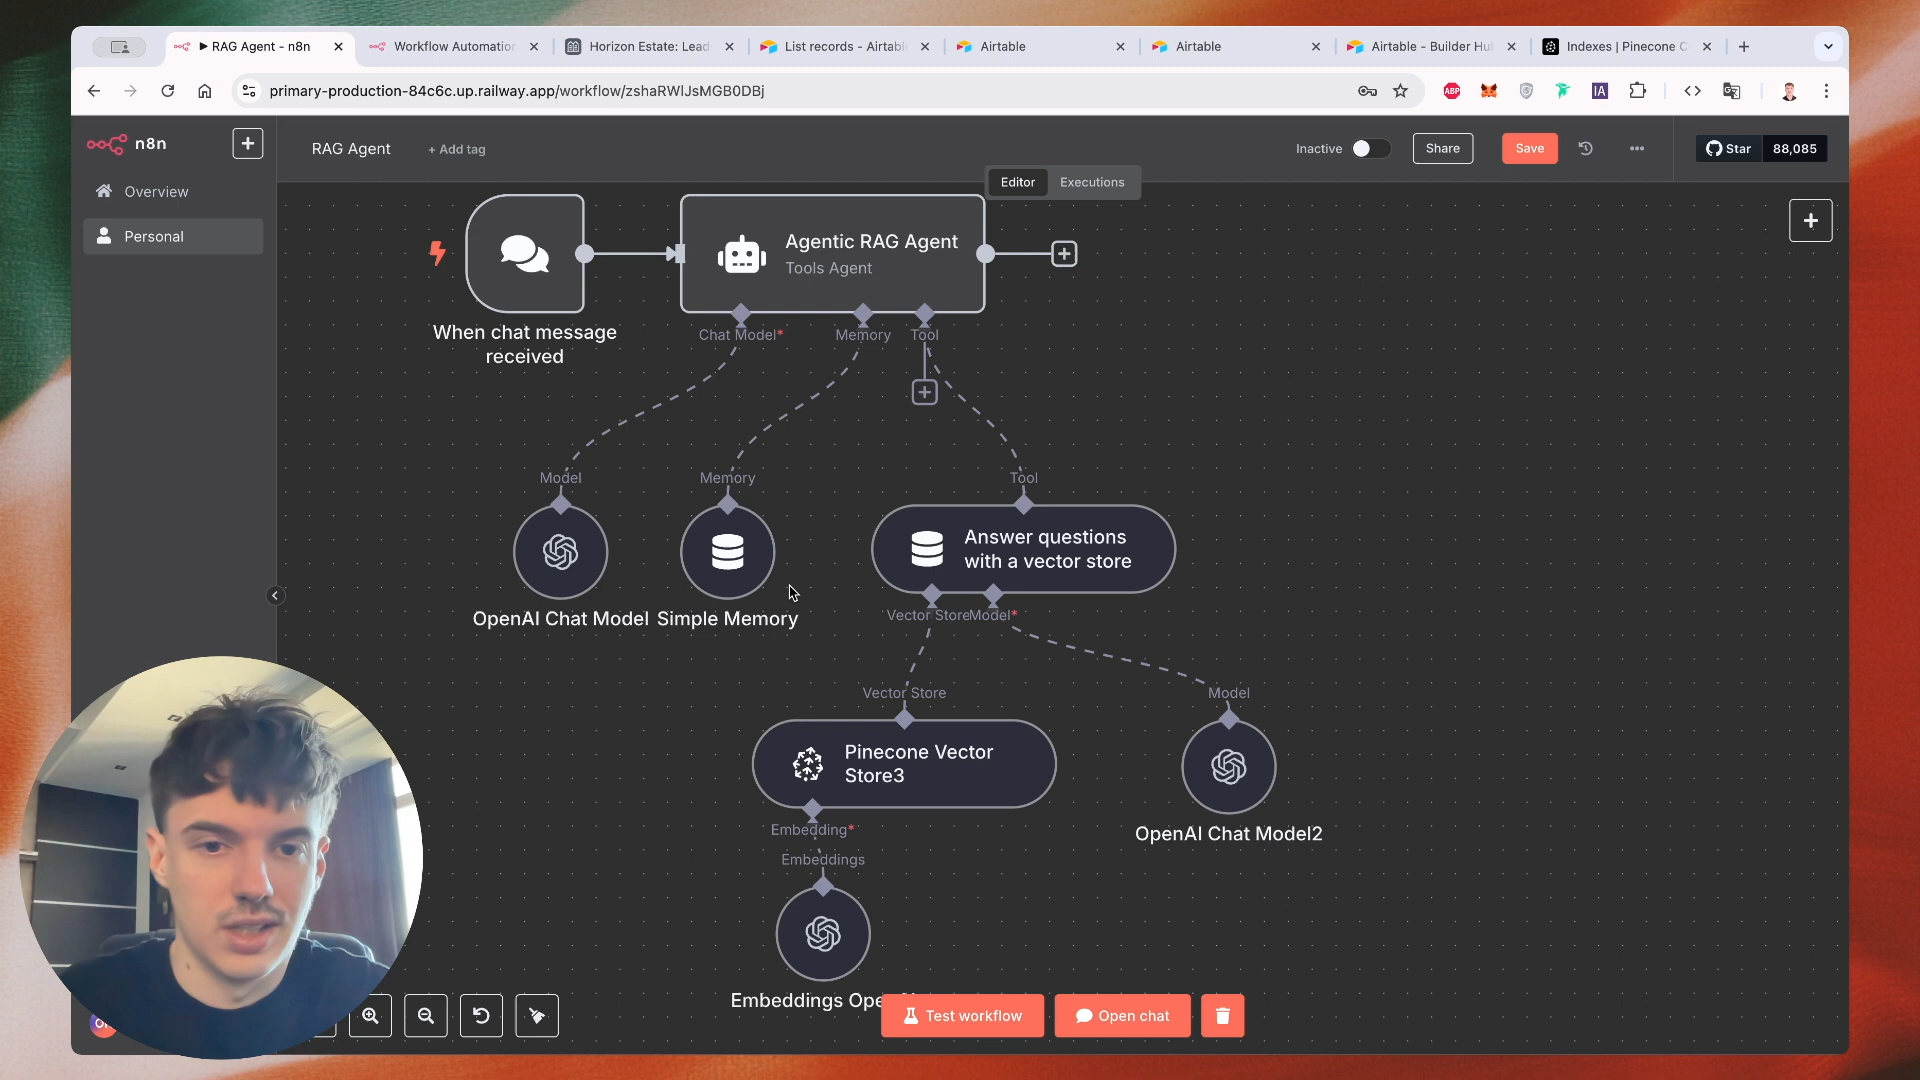 RAG Agent - n8n
Workflow Automation
Horizon Estate: Lead
List records - Airtable
Airtable
Airtable
Airtable - Builder Hu
Indexes | Pinecone C
primary-production-84c6c.up.railway.app/workflow/zshaRWlJsMGB0DBj
ABP
IA
n8n
RAG Agent
+ Add tag
Inactive
Share
Save
Star
88,085
Overview
Personal
Editor
Executions
When chat message
received
Agentic RAG Agent
Tools Agent
Chat Model*
Memory
Tool
Model
Memory
Tool
OpenAI Chat Model
Simple Memory
Answer questions
with a vector store
Vector Store
Model*
Vector Store
Model
Pinecone Vector
Store3
OpenAI Chat Model2
Embedding*
Embeddings
Embeddings
Test workflow
Open chat